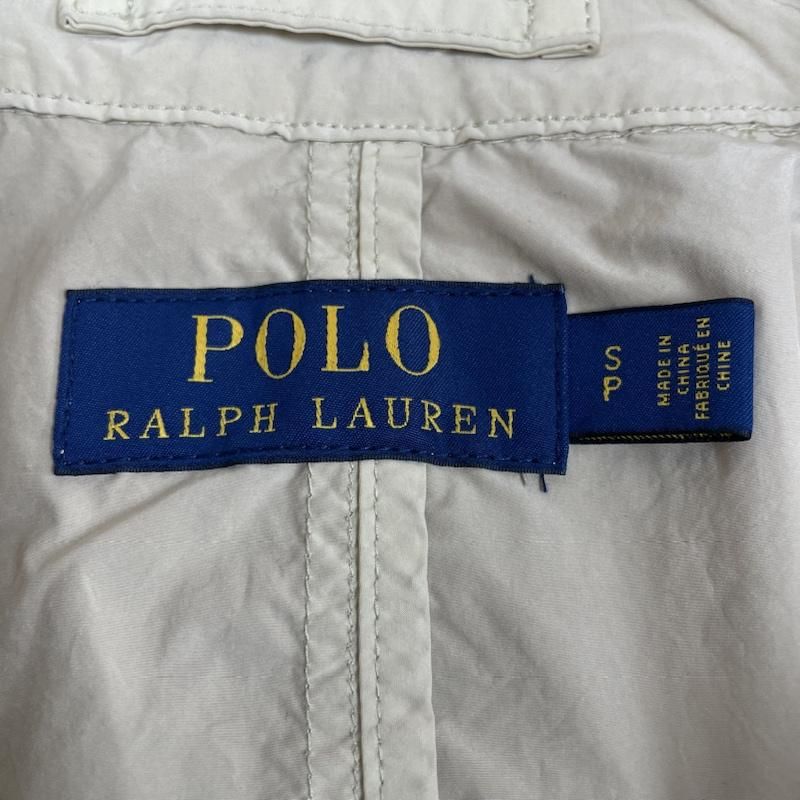 POLO
RALPH LAUREN
S
P
MADE IN
CHINA
FABRIQUÉ EN
CHINE